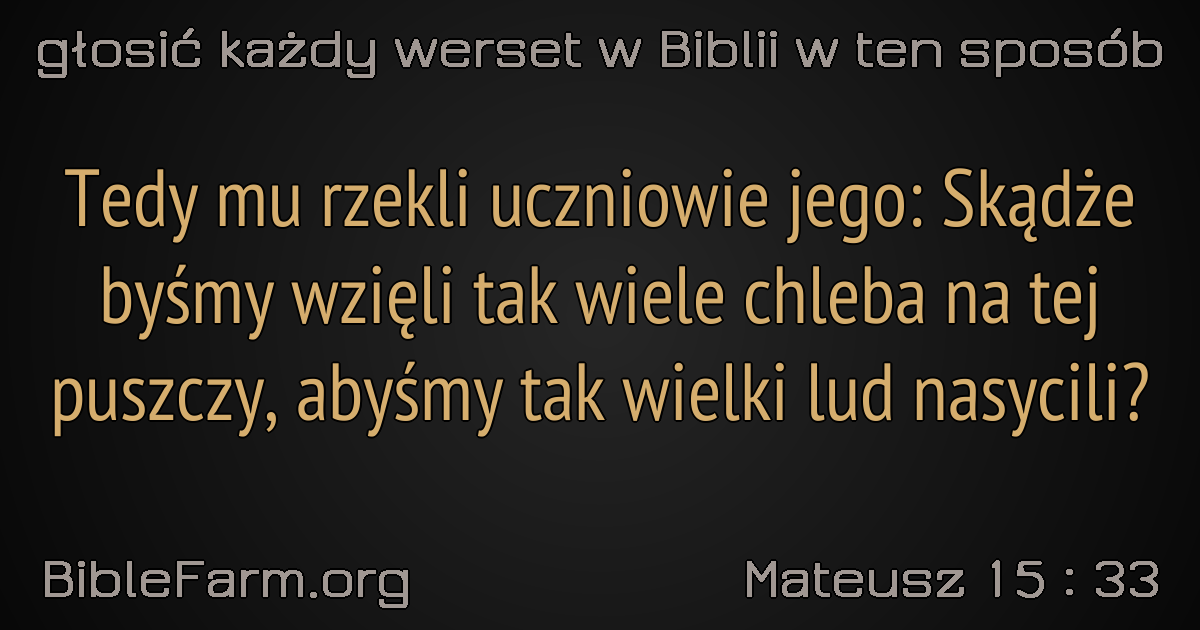 głosić każdy werset w Biblii w ten sposób
Tedy mu rzekli uczniowie jego: Skądże
byśmy wzięli tak wiele chleba na tej
puszczy, abyśmy tak wielki lud nasycili?
BibleFarm.org
Mateusz 15 : 33